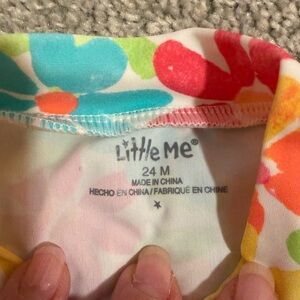 Little Me
24 M
MADE IN CHINA
HECHO EN CHINA/FABRIQUÉ EN CHINE